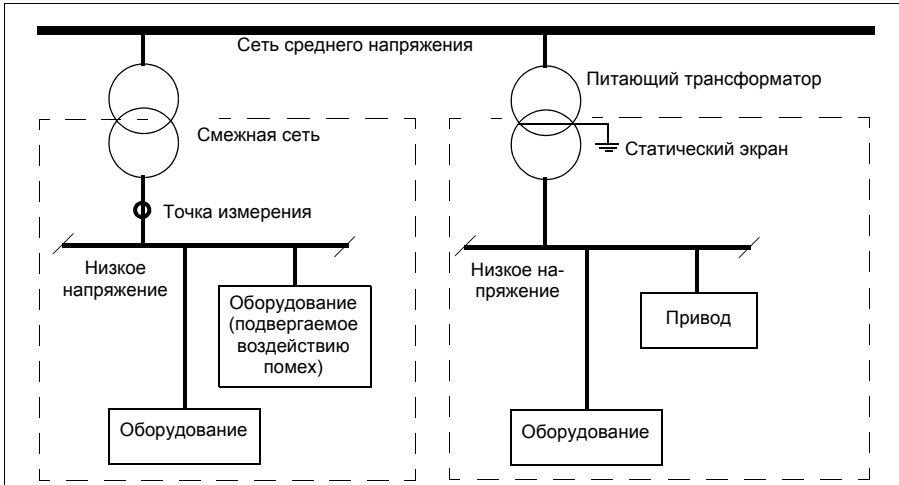 Сеть среднего напряжения
Питающий трансформатор
Смежная сеть
Статический экран
Точка измерения
Низкое
напряжение
Оборудование
(подвергаемое
воздействию
помех)
Оборудование
Низкое на-
пряжение
Привод
Оборудование